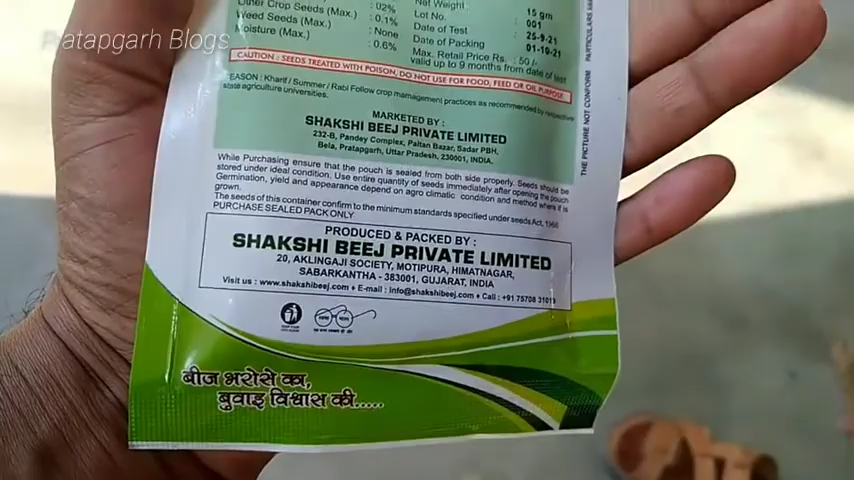 Pratapgarh Blogs
Other Crop Seeds (Max.) : 02%
Weed Seeds (Max.) : 0.1%
: None
Moisture (Max.) : 0.6%
15 gm
Lot No. : 001
Date of Test : 25-9-21
Date of Packing : 01-10-21
Max. Retail Price Rs. : 50/-
valid up to 9 months from date of test
CAUTION : SEEDS TREATED WITH POISON, DO NOT USE FOR FOOD, FEED OR OIL PURPOSE
SEASON : Kharif / Summer / Rabi Follow crop management practices as recommended by respective
state agriculture universities.
MARKETED BY :
SHAKSHI BEEJ PRIVATE LIMITED
232-B, Pandey Complex, Paltan Bazar, Sadar PBH,
Bela, Pratapgarh, Uttar Pradesh, 230001, INDIA
While Purchasing ensure that the pouch is sealed from three side properly. Seeds should be
stored under ideal condition. Use entire quantity of seeds immediately after opening the pouch
germination, yield and appearance depend on agro climatic condition and method where it is
grown.
The seeds of this container confirm to the minimum standards specified under Seeds Act, 1966
PURCHASE SEALED PACK ONLY.
PRODUCED & PACKED BY :
SHAKSHI BEEJ PRIVATE LIMITED
20, AKLINGAJI SOCIETY, MOTIPURA, HIMATNAGAR,
SABARKANTHA - 383001, GUJARAT, INDIA
Visit us : www.shakshibeej.com ♦ E-mail : info@shakshibeej.com ♦ Call : +91 75708 31019
बीज भरोसे का,
बुवाइ विश्वास की.....
THE PICTURE NOT CONFORM
PARTICULARS